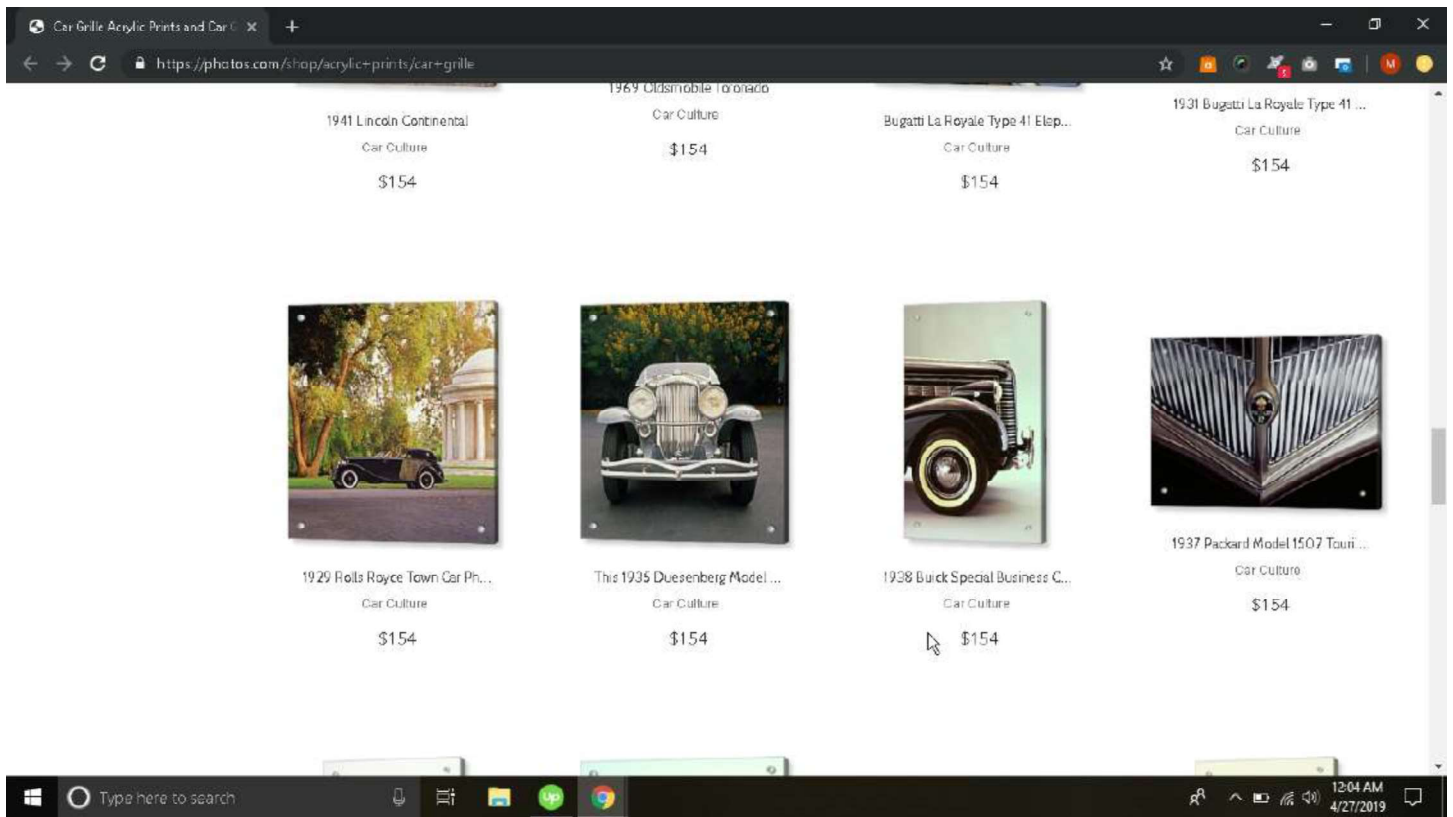 Car Grille Acrylic Prints and Car C
https://photos.com/shop/acrylic+prints/car+grille
1941 Lincoln Continental
Car Culture
$154
1969 Oldsmobile Toronado
Car Culture
$154
Bugatti La Royale Type 41 Elep...
Car Culture
$154
1931 Bugatti La Royale Type 41 ...
Car Culture
$154
1929 Rolls Royce Town Car Ph...
Car Culture
$154
This 1935 Duesenberg Model ...
Car Culture
$154
1938 Buick Special Business C...
Car Culture
$154
1937 Packard Model 1507 Touri ...
Car Culture
$154
Type here to search
Up
12:04 AM
4/27/2019
M
5